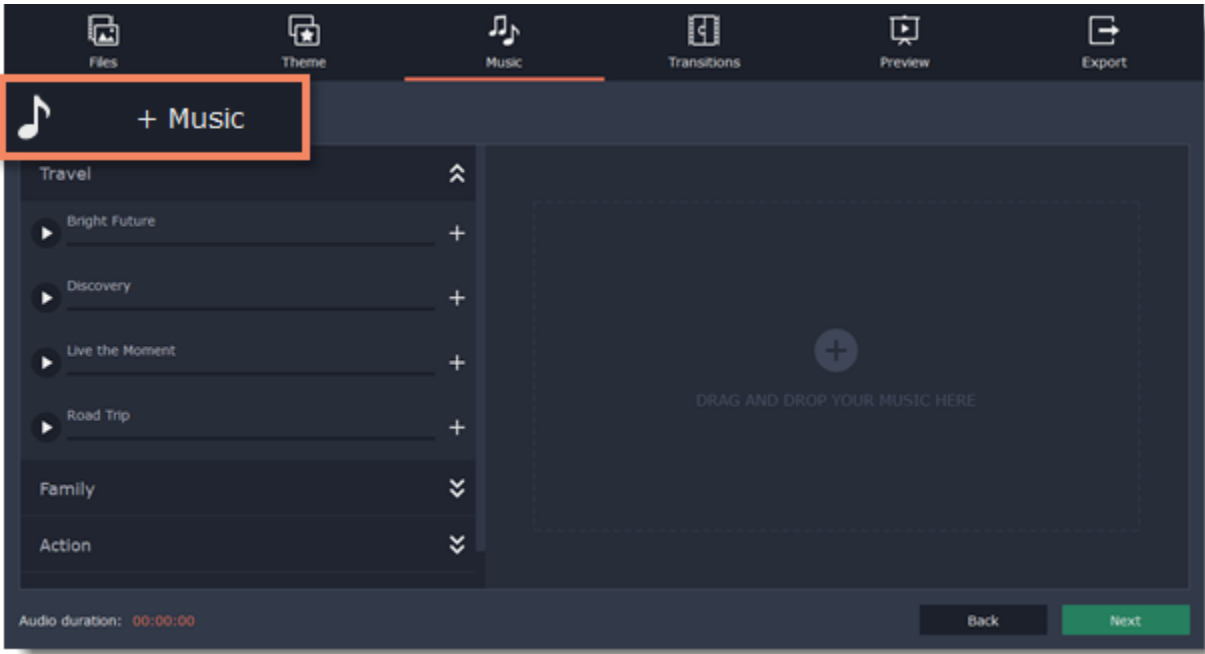 Files Theme Music Transitions Preview Export
+ Music
Travel
Bright Future
Discovery
Live the Moment
Road Trip
DRAG AND DROP YOUR MUSIC HERE
Family
Action
Audio duration: 00:00:00 Back Next